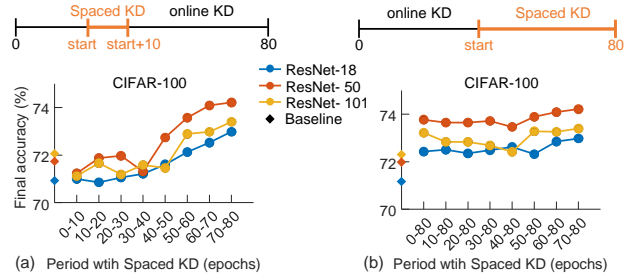 Spaced KD
online KD
0
start
start+10
80
online KD
Spaced KD
0
start
80
CIFAR-100
Final accuracy (%)
74
72
70
0-10
10-20
20-30
30-40
40-50
50-60
60-70
70-80
(a) Period wtih Spaced KD (epochs)
ResNet-18
ResNet- 50
ResNet- 101
Baseline
CIFAR-100
74
72
70
0-80
10-80
20-80
30-80
40-80
50-80
60-80
70-80
(b) Period wtih Spaced KD (epochs)